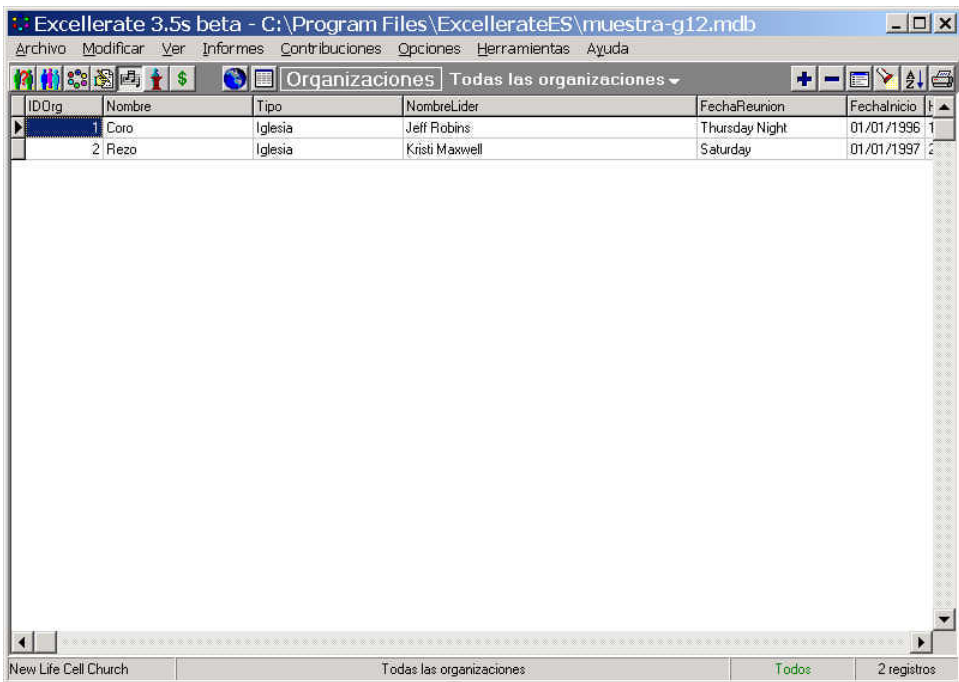 Excellerate 3.5s beta - C:\Program Files\ExcellerateES\muestra-g12.mdb
Archivo Modificar Ver Informes Contribuciones Opciones Herramientas Ayuda
Organizaciones Todas las organizaciones
IDOrg Nombre Tipo NombreLider FechaReunion FechaInicio
1 Coro Iglesia Jeff Robins Thursday Night 01/01/1996 1
2 Rezo Iglesia Kristi Maxwell Saturday 01/01/1997 2
New Life Cell Church Todas las organizaciones Todos 2 registros